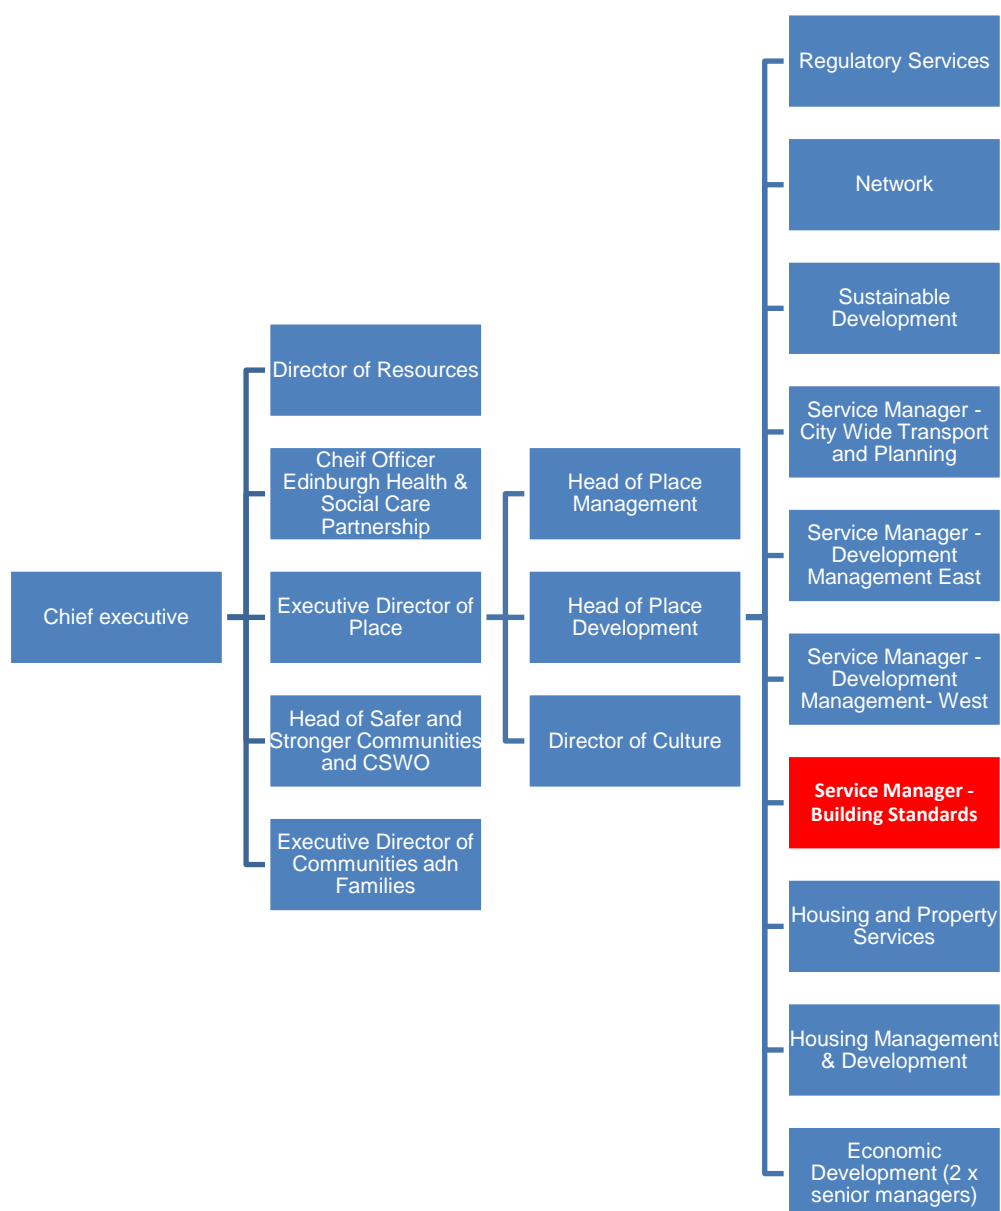 Chief executive
Director of Resources
Cheif Officer
Edinburgh Health &
Social Care
Partnership
Executive Director of
Place
Head of Safer and
Stronger Communities
and CSWO
Executive Director of
Communities adn
Families
Head of Place
Management
Head of Place
Development
Director of Culture
Regulatory Services
Network
Sustainable
Development
Service Manager -
City Wide Transport
and Planning
Service Manager -
Development
Management East
Service Manager -
Development
Management- West
Service Manager -
Building Standards
Housing and Property
Services
Housing Management
& Development
Economic
Development (2 x
senior managers)